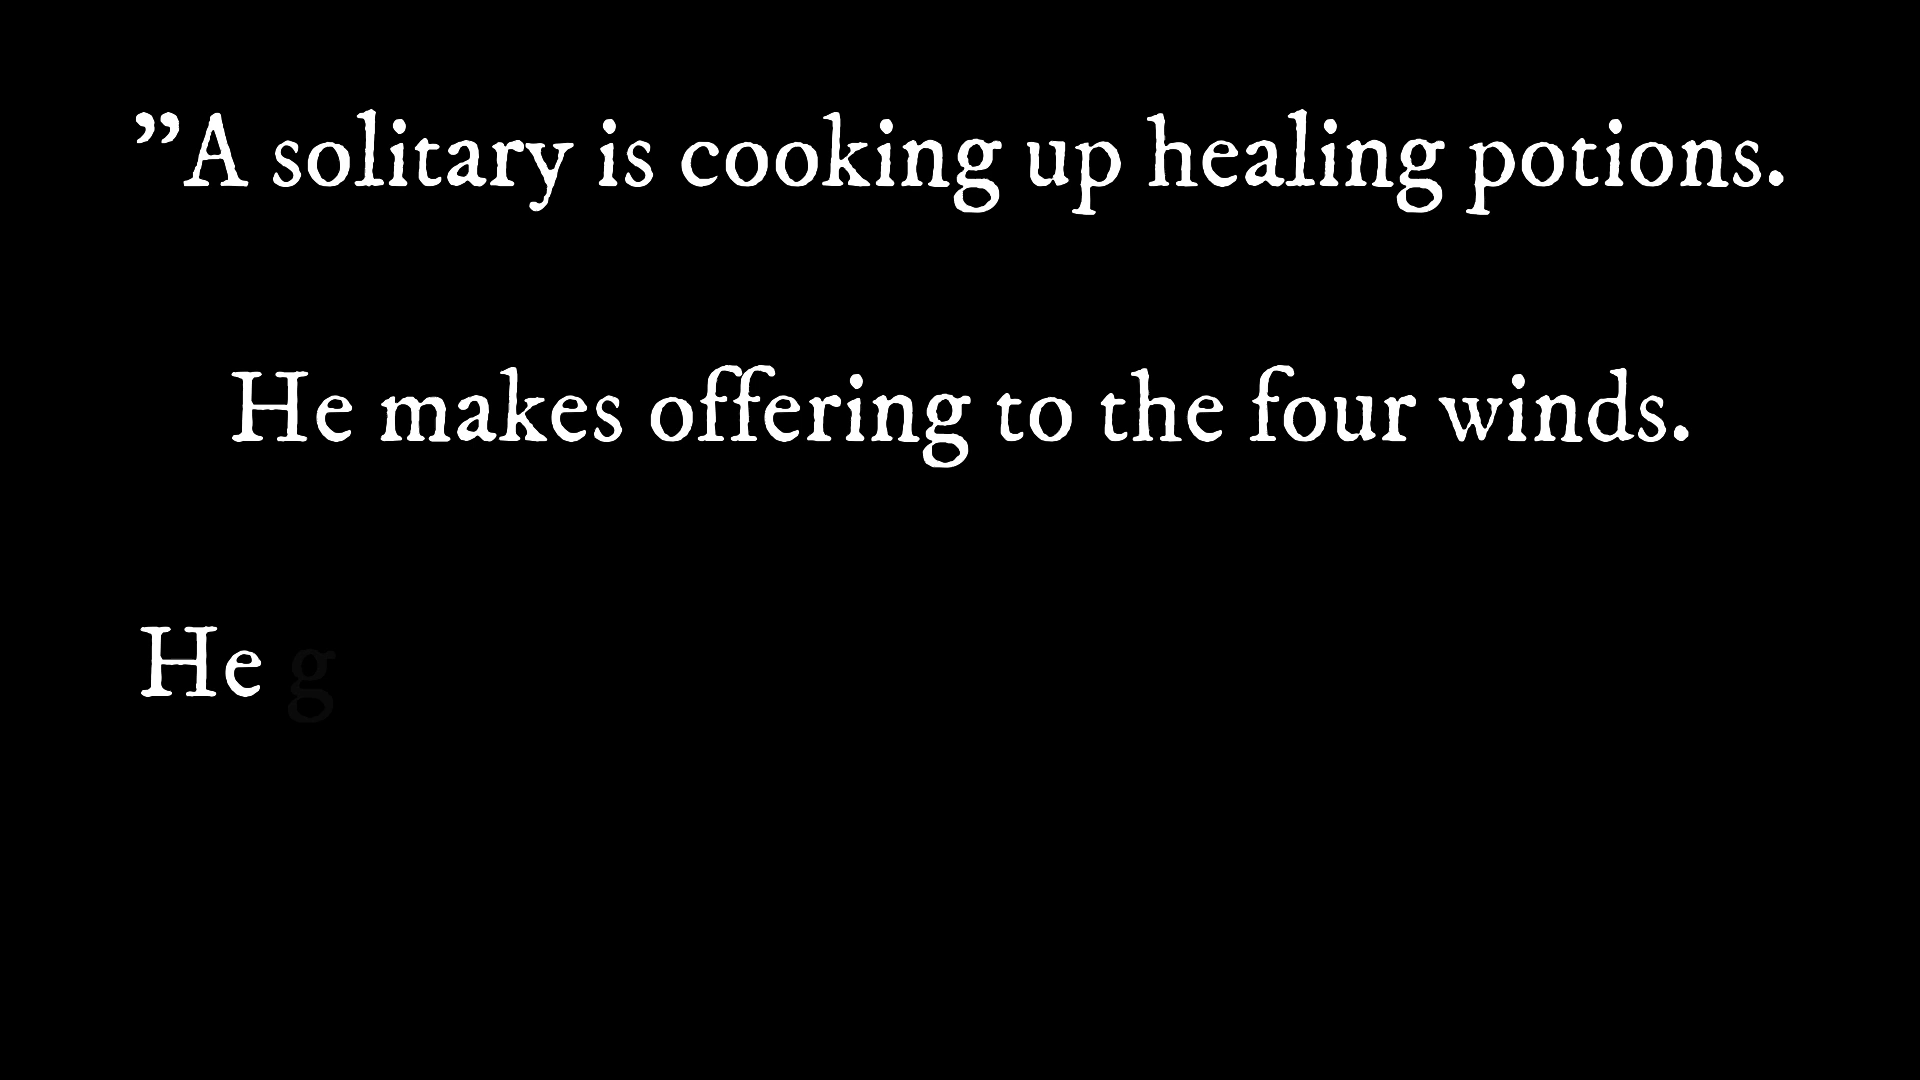 ”A solitary is cooking up healing potions.
He makes offering to the four winds.
He g